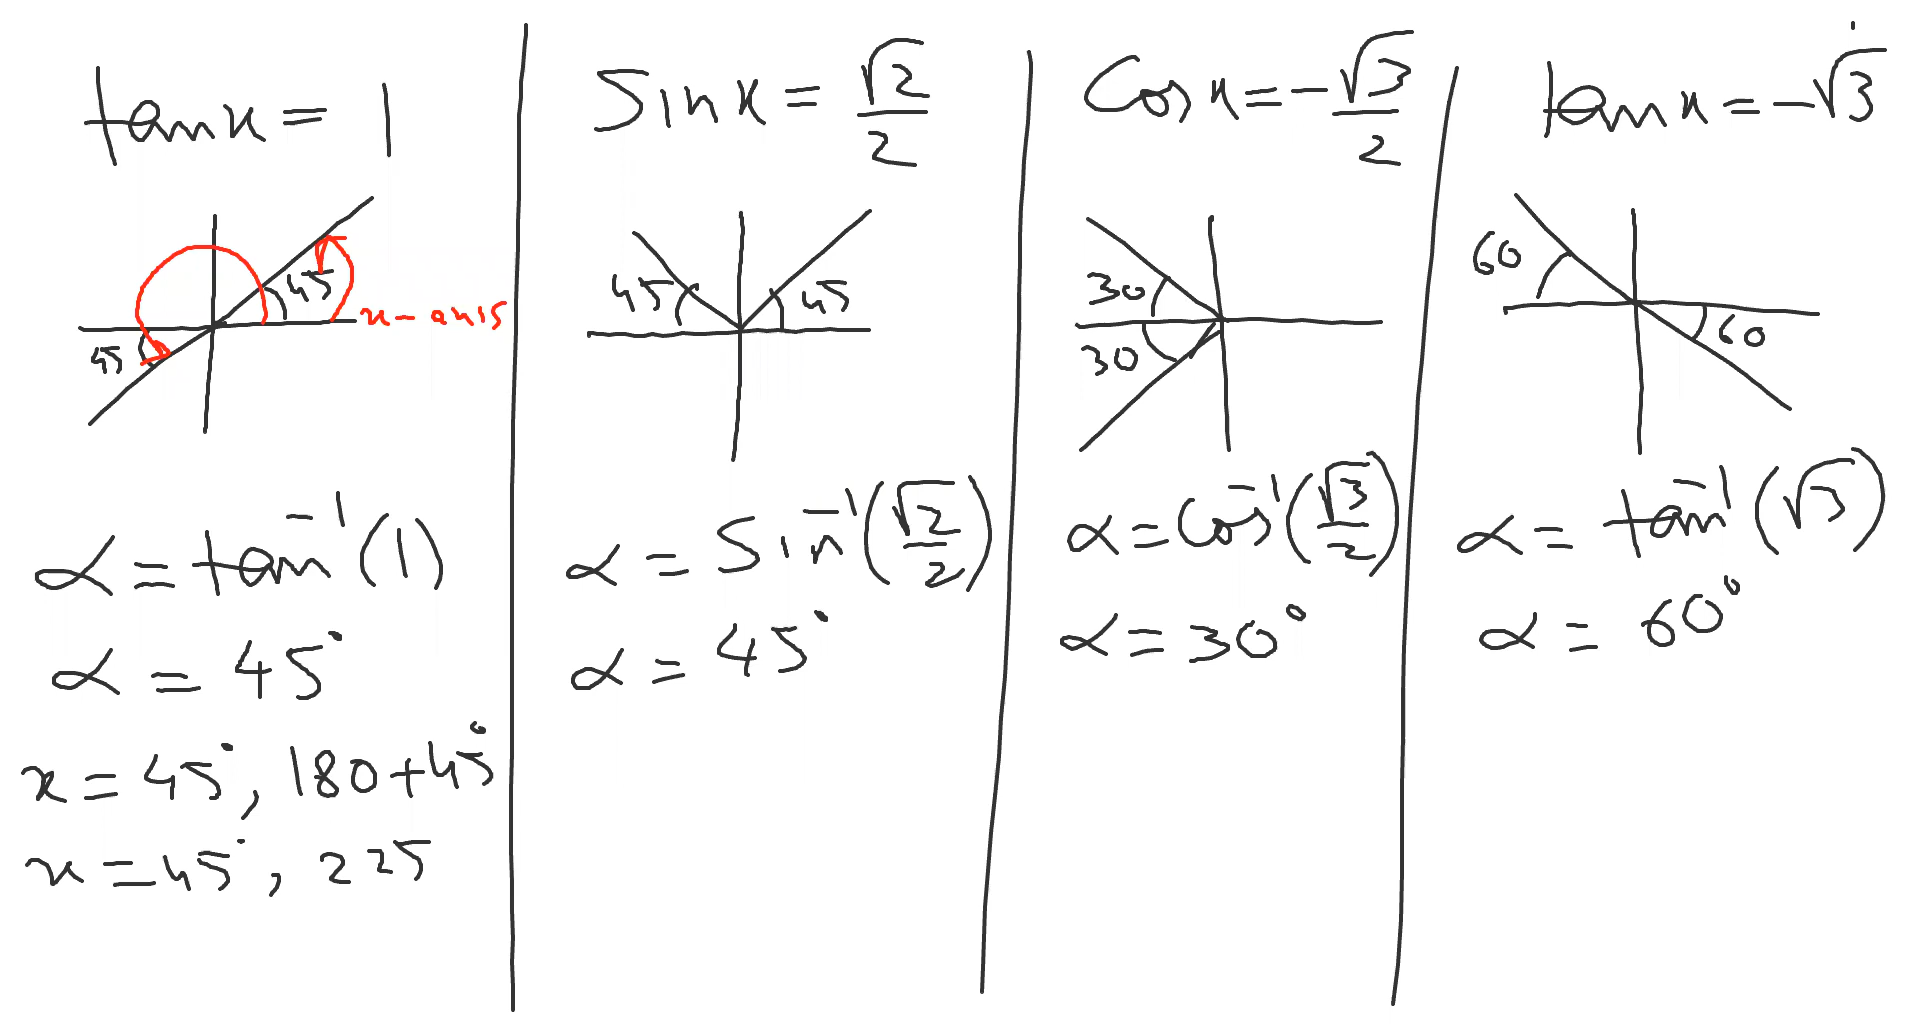 tan x = 1
45
x-axis
45
α = tan⁻¹(1)
α = 45°
x = 45°, 180+45°
x = 45°, 225
Sin x = √2/2
45 45
α = Sin⁻¹(√2/2)
α = 45°
Cos x = -√3/2
30
30
α = Cos⁻¹(√3/2)
α = 30°
tan x = -√3
60
60
α = tan⁻¹(√3)
α = 60°